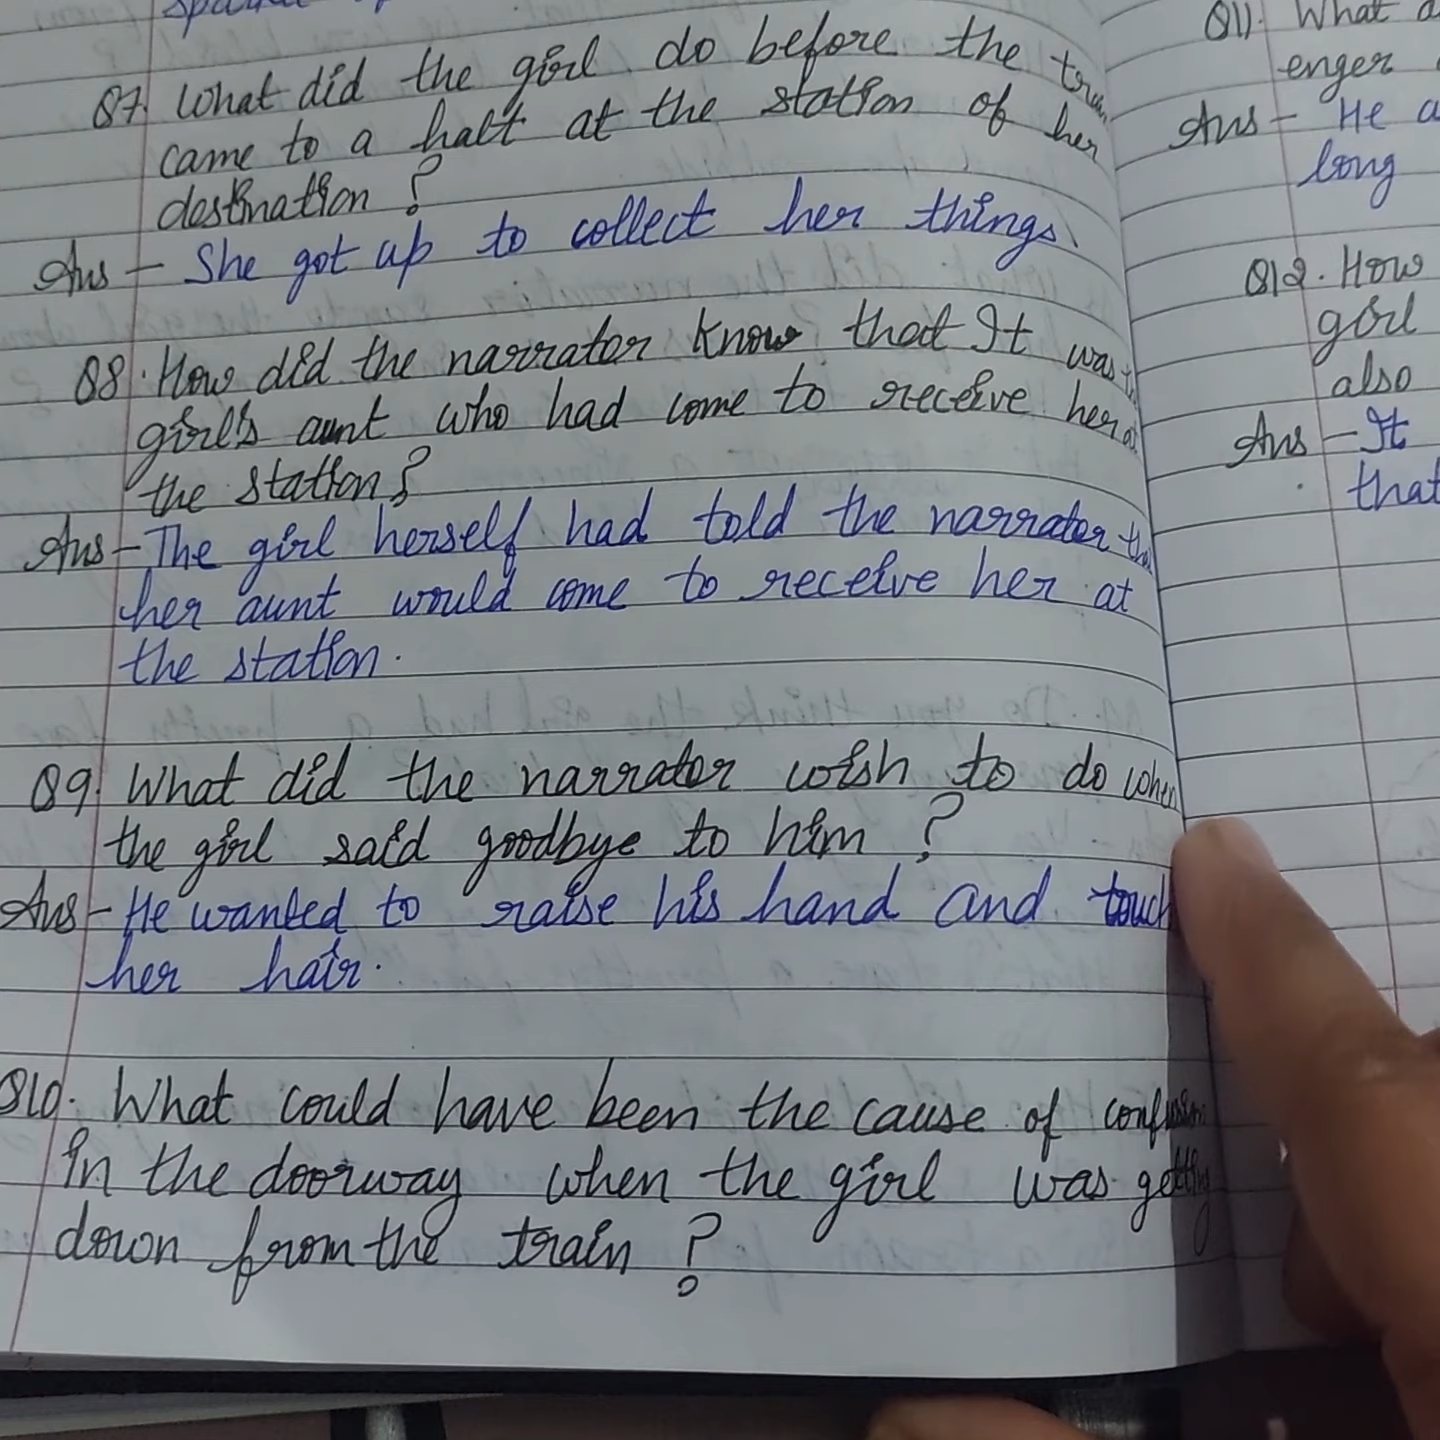 Q7. What did the girl do before the train
came to a halt at the station of her
destination?
Ans - She got up to collect her things.
Q8. How did the narrator know that It was
girl's aunt who had come to receive her
the station?
Ans - The girl herself had told the narrator
her aunt would come to receive her at
the station.
Q9. What did the narrator wish to do when
the girl said goodbye to him?
Ans - He wanted to raise his hand and touch
her hair.
Q10. What could have been the cause of confusion
in the doorway when the girl was getting
down from the train?
Q11. What
enger
Ans - He a
long
Q12. How
girl
also
Ans - It
that